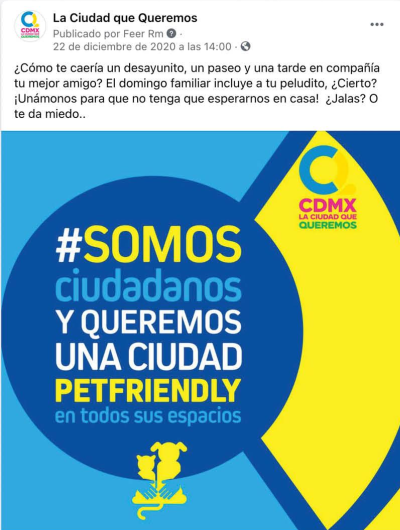 La Ciudad que Queremos
Publicado por Feer Rm
22 de diciembre de 2020 a las 14:00 ·
¿Cómo te caería un desayunito, un paseo y una tarde en compañía
tu mejor amigo? El domingo familiar incluye a tu peludito, ¿Cierto?
¡Unámonos para que no tenga que esperarnos en casa! ¿Jalas? O
te da miedo..
CDMX
LA CIUDAD QUE
QUEREMOS
#SOMOS
ciudadanos
Y QUEREMOS
UNA CIUDAD
PETFRIENDLY
en todos sus espacios